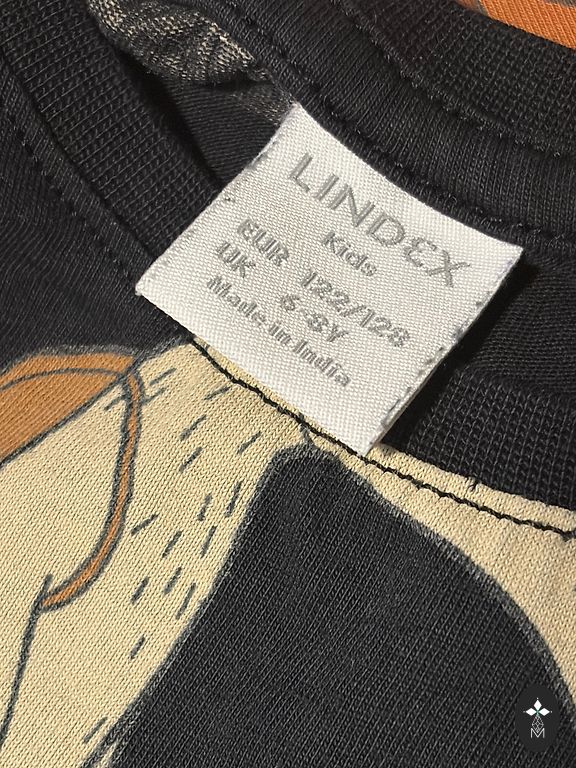 LINDEX
Kids
EUR 122/128
UK 6-8Y
Made in India
M